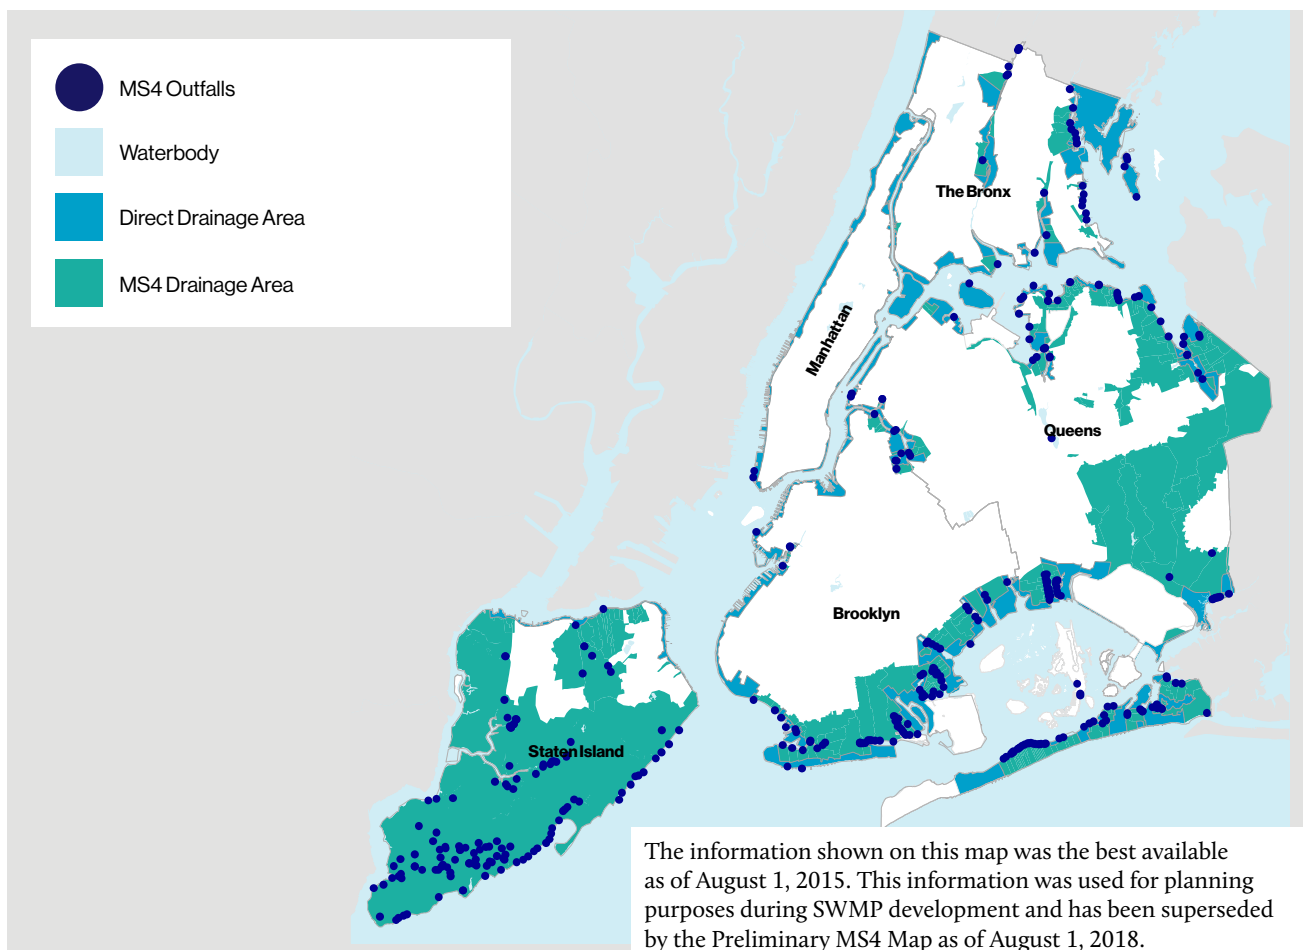 MS4 Outfalls
Waterbody
Direct Drainage Area
MS4 Drainage Area
The Bronx
Manhattan
Queens
Brooklyn
Staten Island
The information shown on this map was the best available
as of August 1, 2015. This information was used for planning
purposes during SWMP development and has been superseded
by the Preliminary MS4 Map as of August 1, 2018.